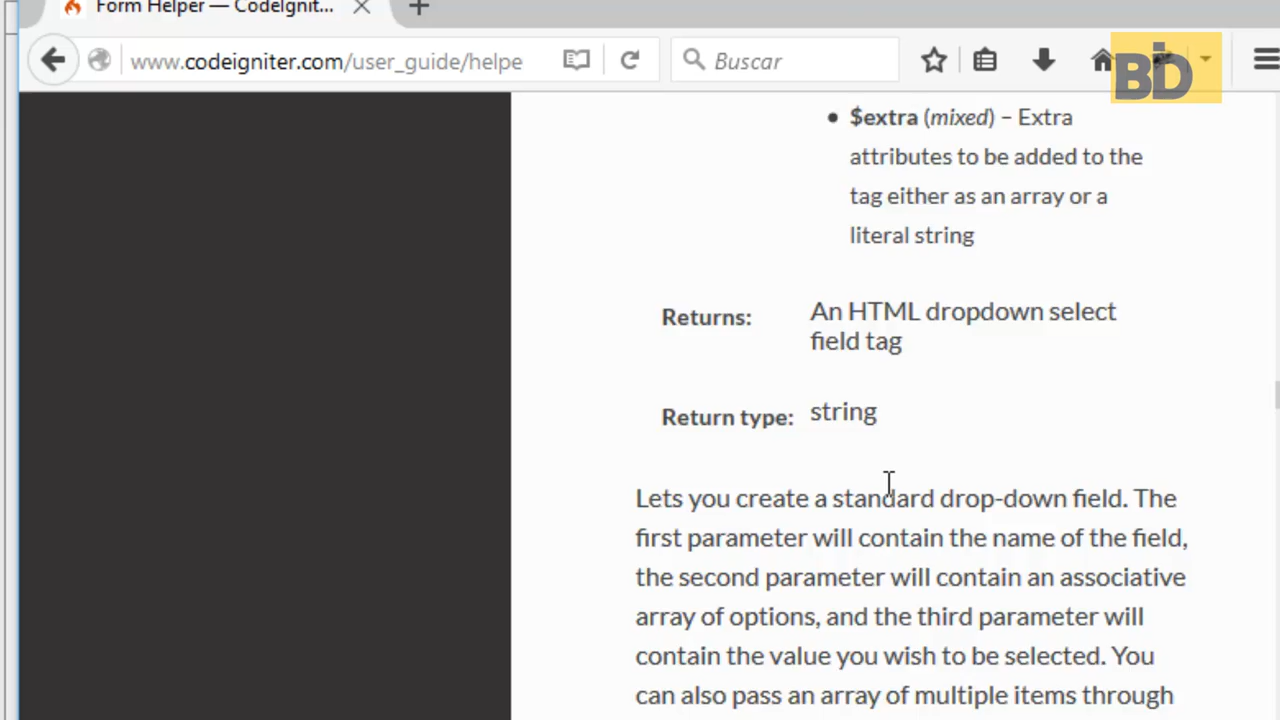 Form Helper — CodeIgnit...
www.codeigniter.com/user_guide/helpe
Buscar
BD
• $extra (mixed) – Extra
attributes to be added to the
tag either as an array or a
literal string
Returns:
An HTML dropdown select
field tag
Return type:
string
Lets you create a standard drop-down field. The
first parameter will contain the name of the field,
the second parameter will contain an associative
array of options, and the third parameter will
contain the value you wish to be selected. You
can also pass an array of multiple items through